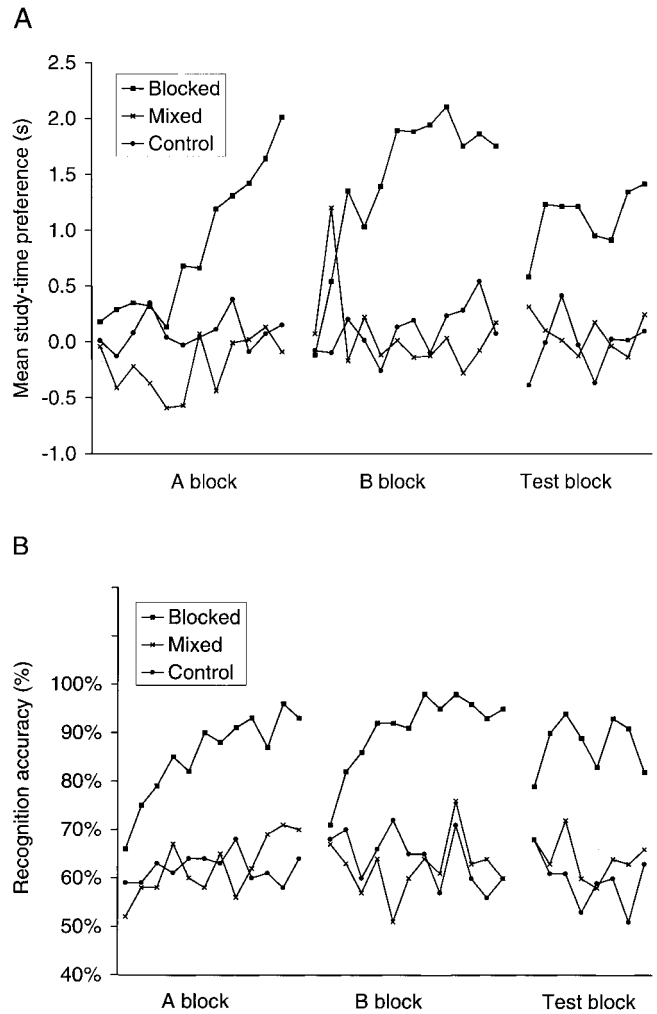 A
Mean study-time preference (s)
2.5
2.0
1.5
1.0
0.5
0.0
-0.5
-1.0
Blocked
Mixed
Control
A block
B block
Test block
B
Recognition accuracy (%)
100%
90%
80%
70%
60%
50%
40%
Blocked
Mixed
Control
A block
B block
Test block